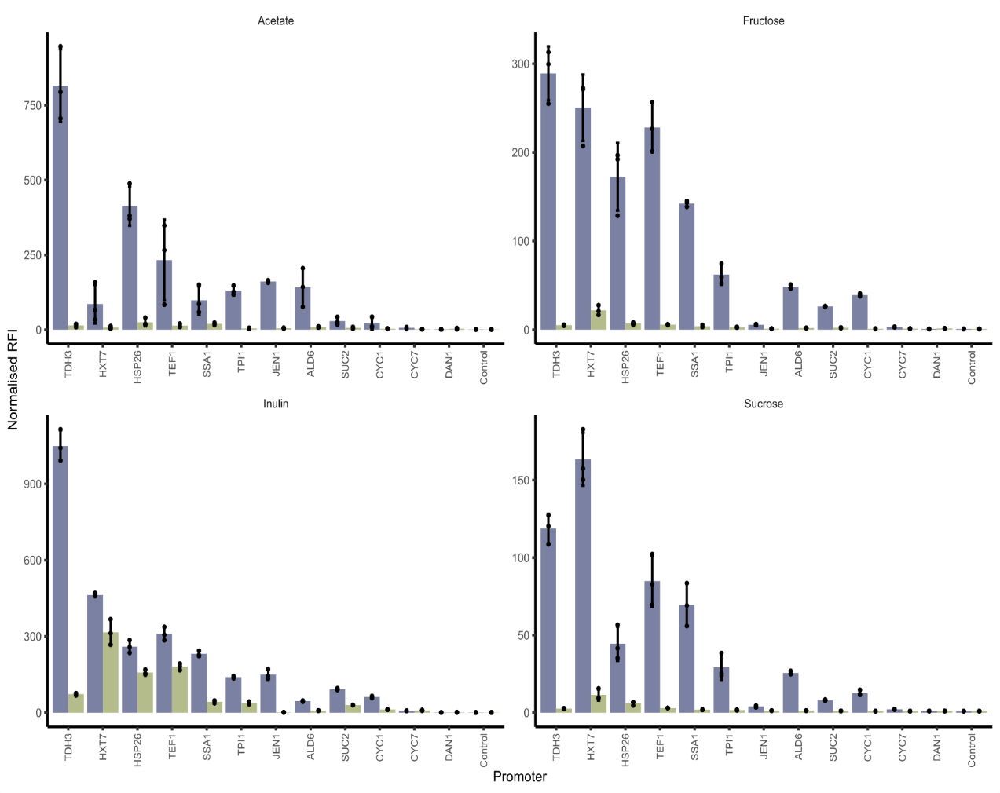 Acetate
Fructose
750
500
250
0
300
200
100
0
TDH3
HXT7
HSP26
TEF1
SSA1
TPI1
JEN1
ALD6
SUC2
CYC1
CYC7
DAN1
Control
TDH3
HXT7
HSP26
TEF1
SSA1
TPI1
JEN1
ALD6
SUC2
CYC1
CYC7
DAN1
Control
Normalised RFI
Inulin
Sucrose
900
600
300
0
150
100
50
0
TDH3
HXT7
HSP26
TEF1
SSA1
TPI1
JEN1
ALD6
SUC2
CYC1
CYC7
DAN1
Control
TDH3
HXT7
HSP26
TEF1
SSA1
TPI1
JEN1
ALD6
SUC2
CYC1
CYC7
DAN1
Control
Promoter